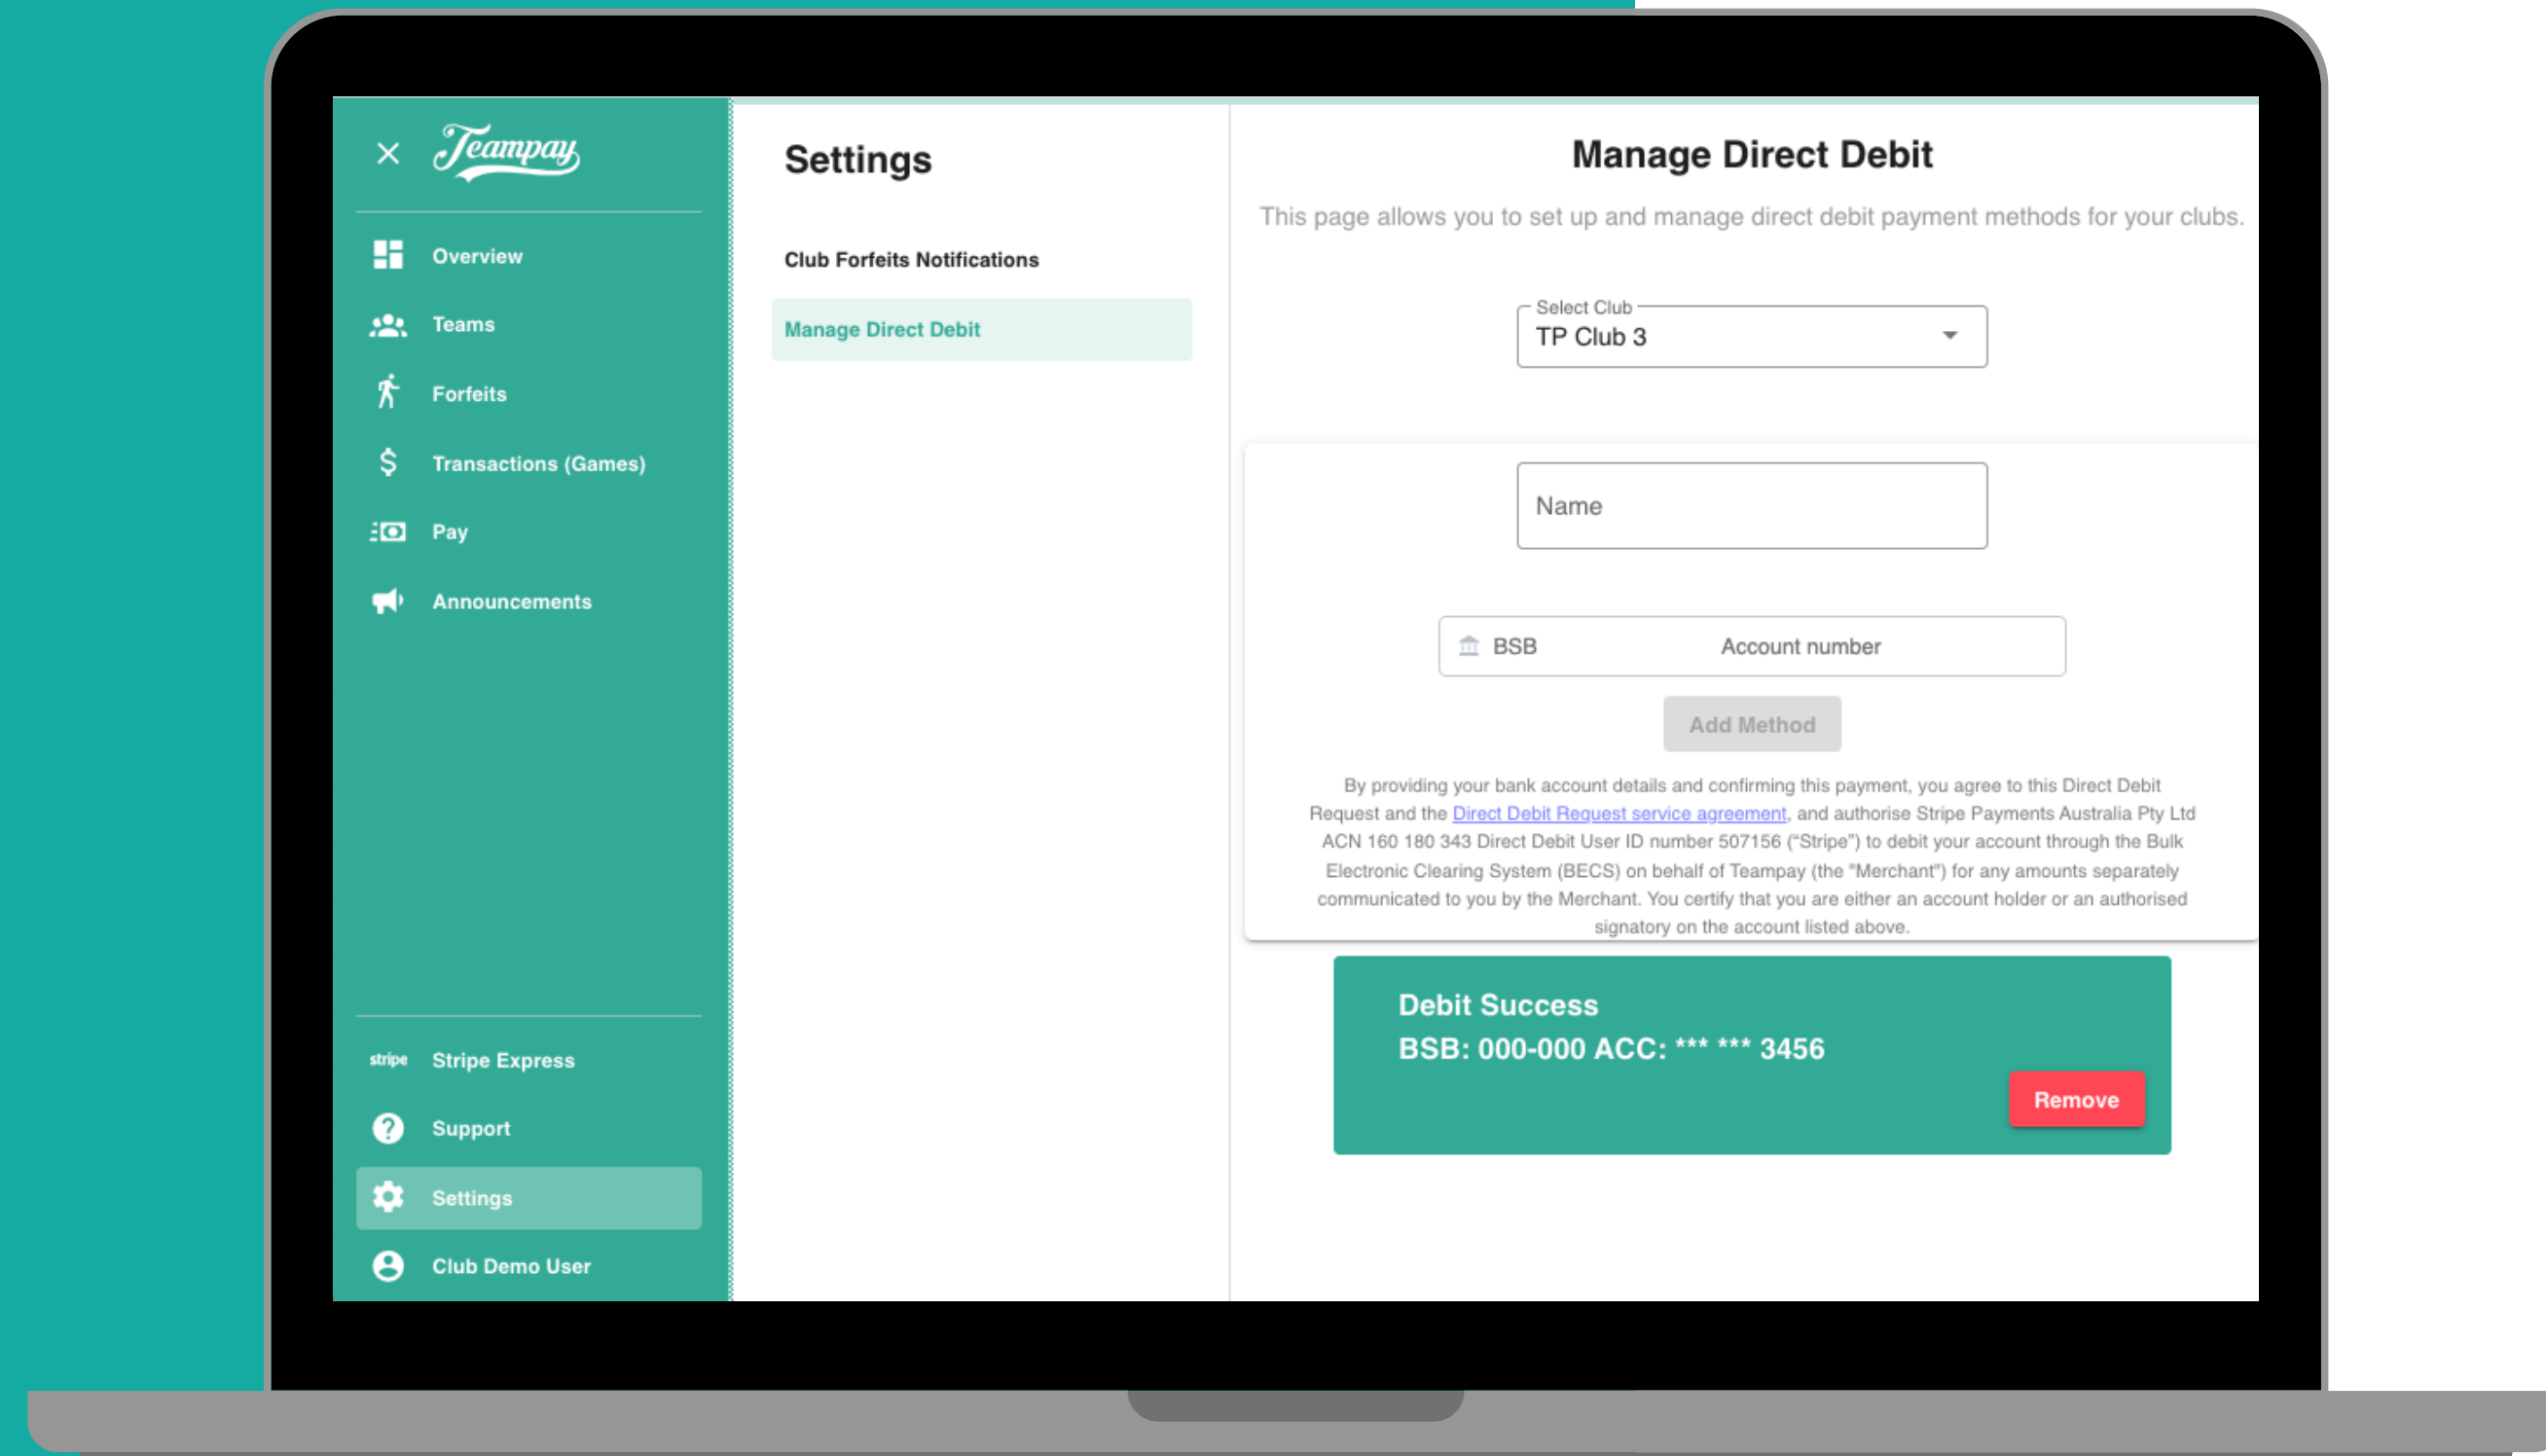 Teampay
Overview
Teams
Forfeits
Transactions (Games)
Pay
Announcements
stripe Stripe Express
Support
Settings
Club Demo User
Settings
Club Forfeits Notifications
Manage Direct Debit
Manage Direct Debit
This page allows you to set up and manage direct debit payment methods for your clubs.
Select Club
TP Club 3
Name
BSB Account number
Add Method
By providing your bank account details and confirming this payment, you agree to this Direct Debit
Request and the Direct Debit Request service agreement, and authorise Stripe Payments Australia Pty Ltd
ACN 160 180 343 Direct Debit User ID number 507156 (“Stripe”) to debit your account through the Bulk
Electronic Clearing System (BECS) on behalf of Teampay (the "Merchant") for any amounts separately
communicated to you by the Merchant. You certify that you are either an account holder or an authorised
signatory on the account listed above.
Debit Success
BSB: 000-000 ACC: *** *** 3456
Remove